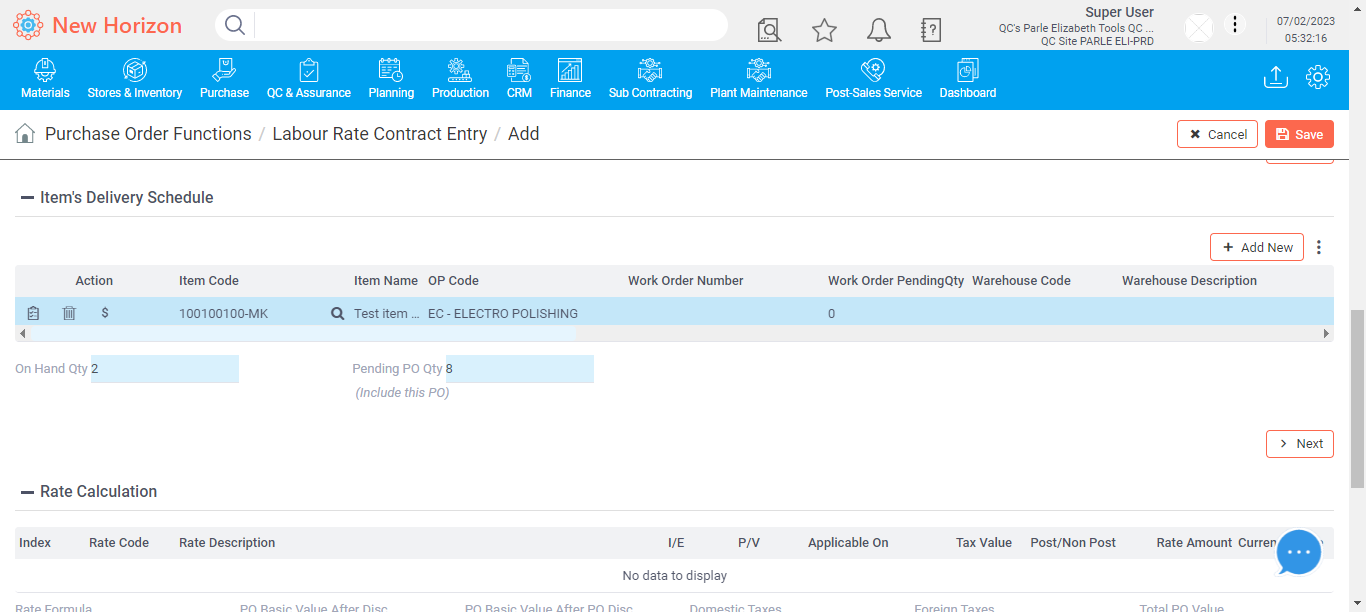 New Horizon
Super User
QC's Parle Elizabeth Tools QC ...
QC Site PARLE ELI-PRD
07/02/2023
05:32:16
Materials Stores & Inventory Purchase QC & Assurance Planning Production CRM Finance Sub Contracting Plant Maintenance Post-Sales Service Dashboard
Purchase Order Functions / Labour Rate Contract Entry / Add
Cancel Save
Item's Delivery Schedule
+ Add New
Action Item Code Item Name OP Code Work Order Number Work Order PendingQty Warehouse Code Warehouse Description
$ 100100100-MK Test item ... EC - ELECTRO POLISHING 0
On Hand Qty 2 Pending PO Qty 8
(Include this PO)
> Next
Rate Calculation
Index Rate Code Rate Description I/E P/V Applicable On Tax Value Post/Non Post Rate Amount Curren
No data to display
Rate Formula PO Basic Value After Disc PO Basic Value After PO Disc Domestic Taxes Foreign Taxes Total PO Value